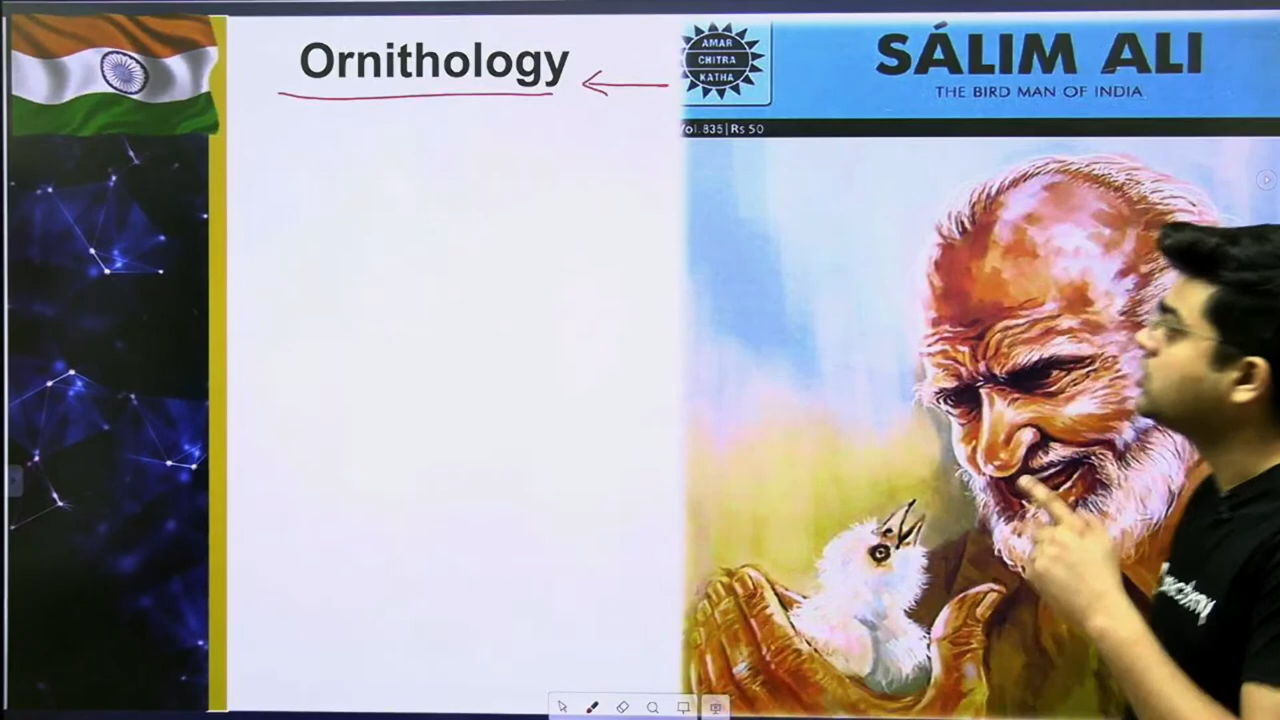 Ornithology
AMAR
CHITRA
KATHA
SÁLIM ALI
THE BIRD MAN OF INDIA
Vol. 835 | Rs 50